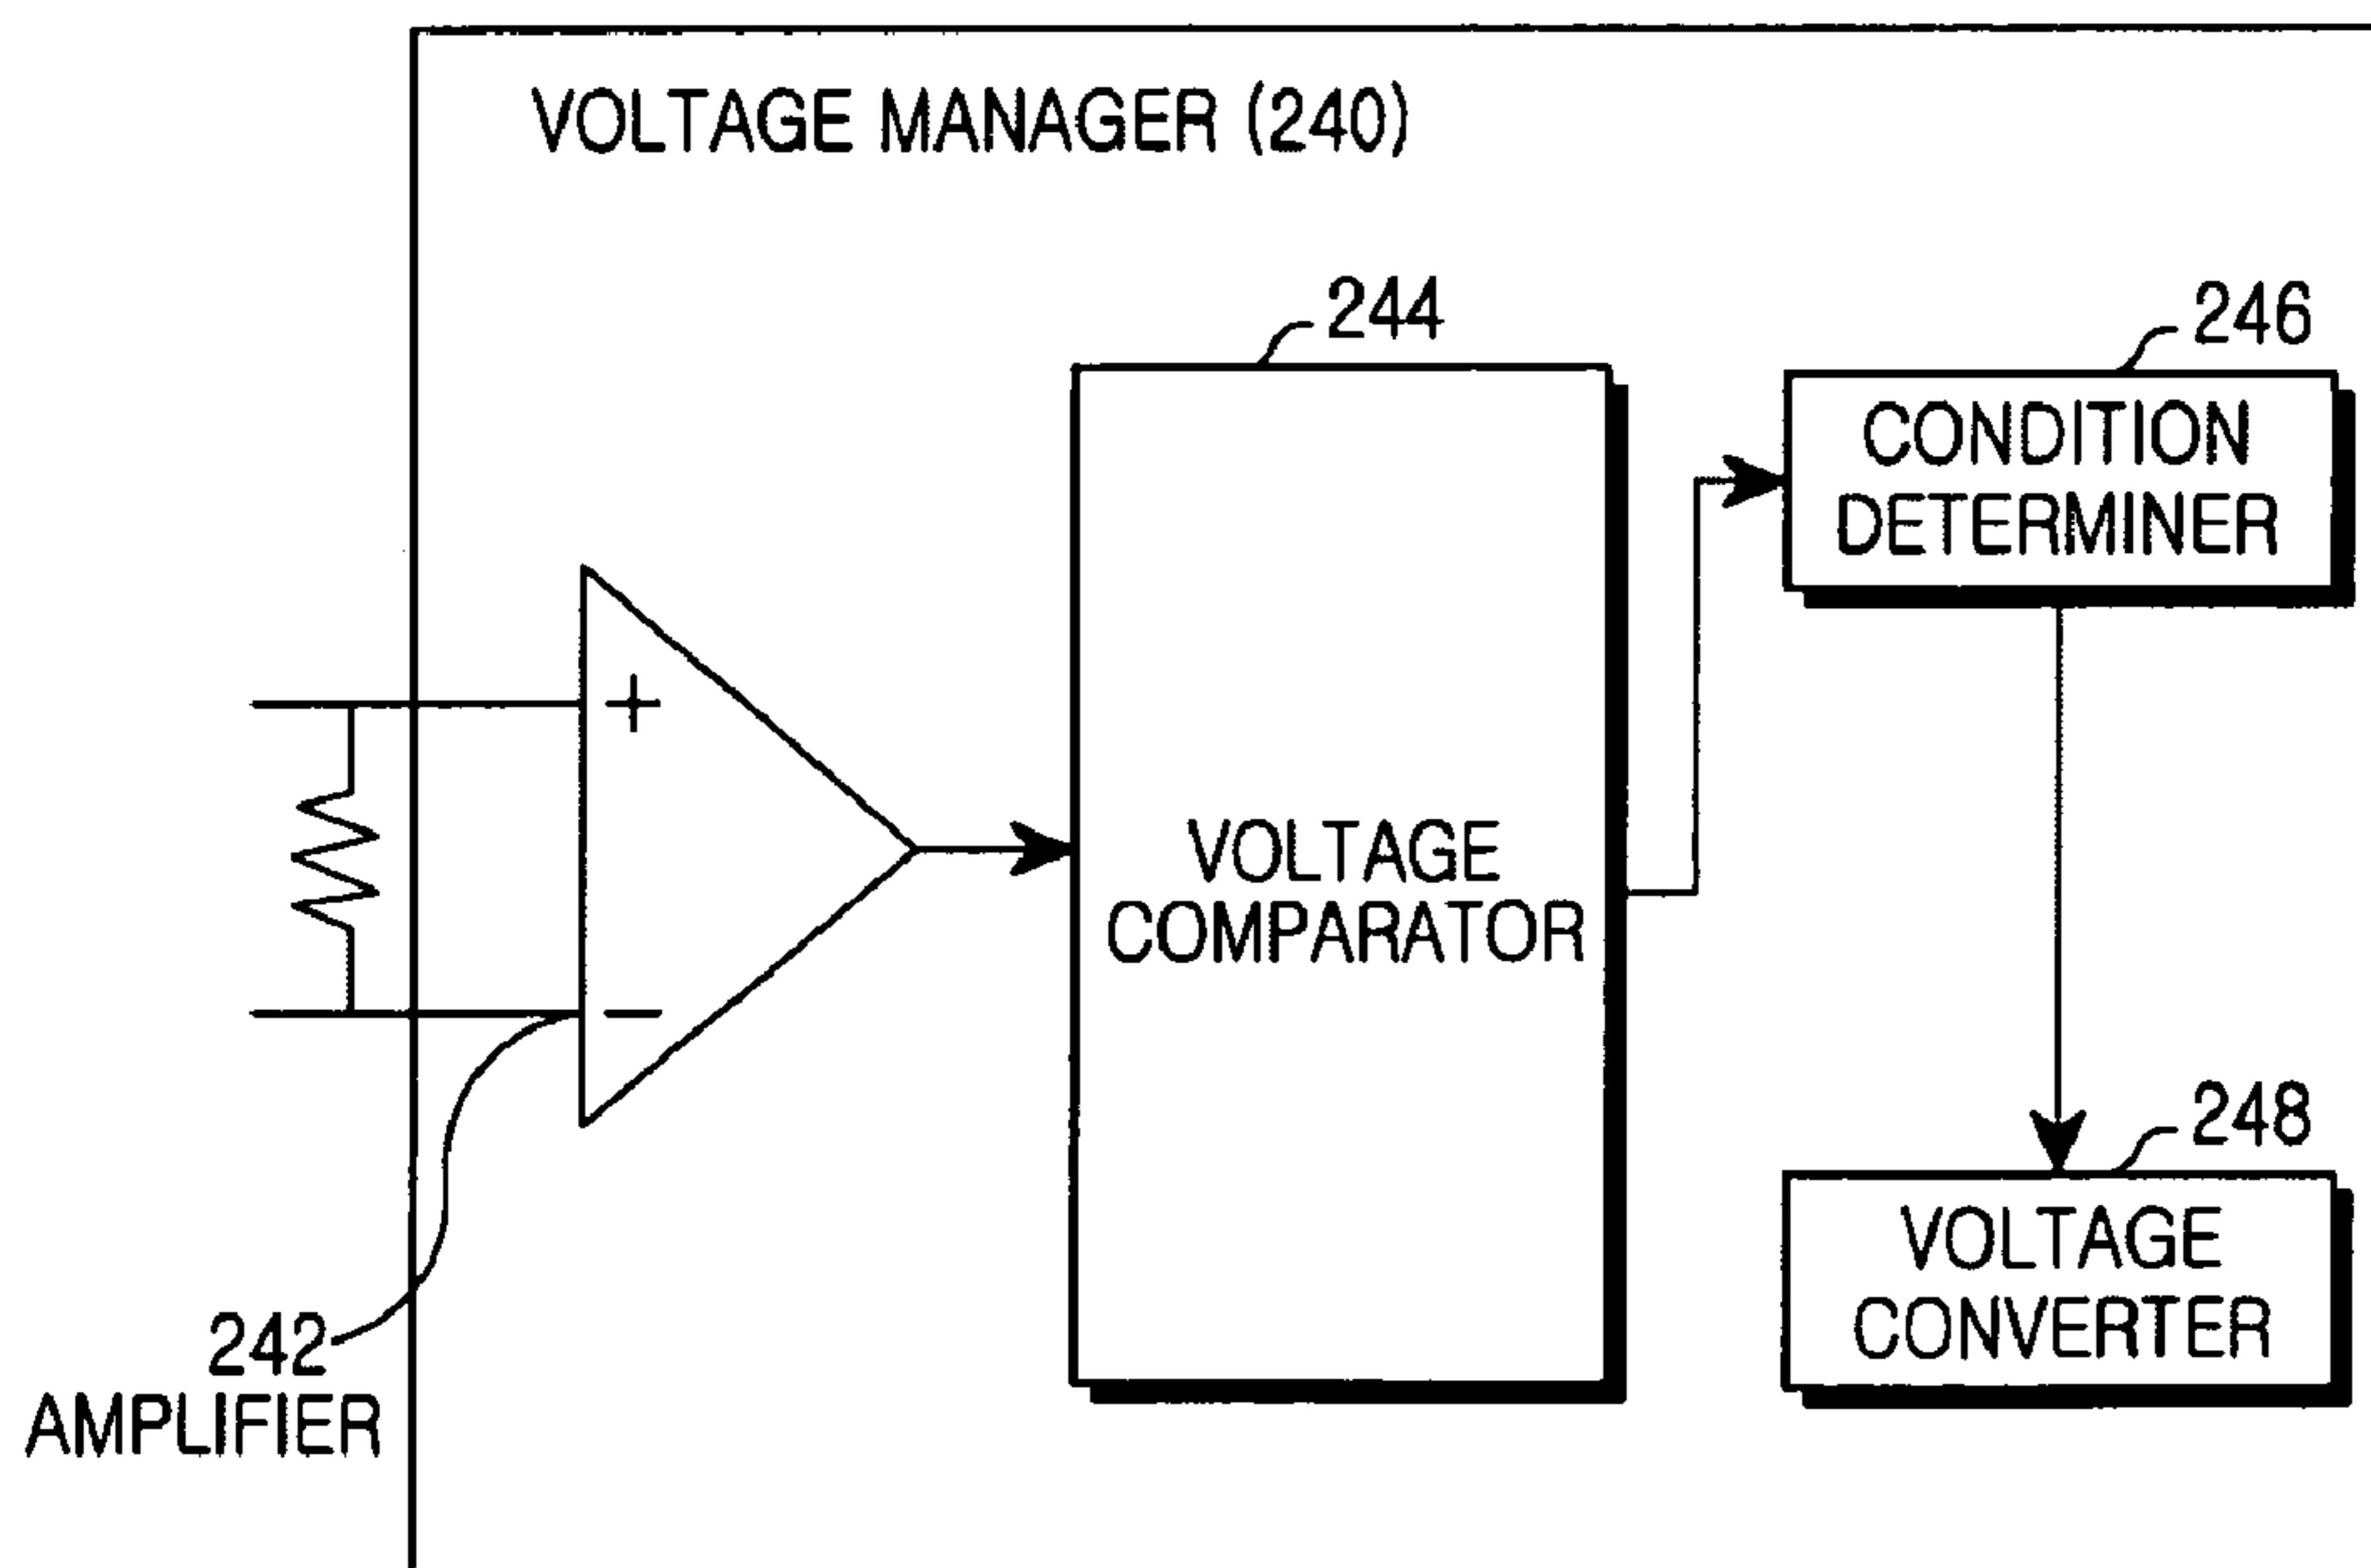 VOLTAGE MANAGER (240)
244
246
CONDITION
DETERMINER
+
VOLTAGE
COMPARATOR
−
248
VOLTAGE
CONVERTER
242
AMPLIFIER